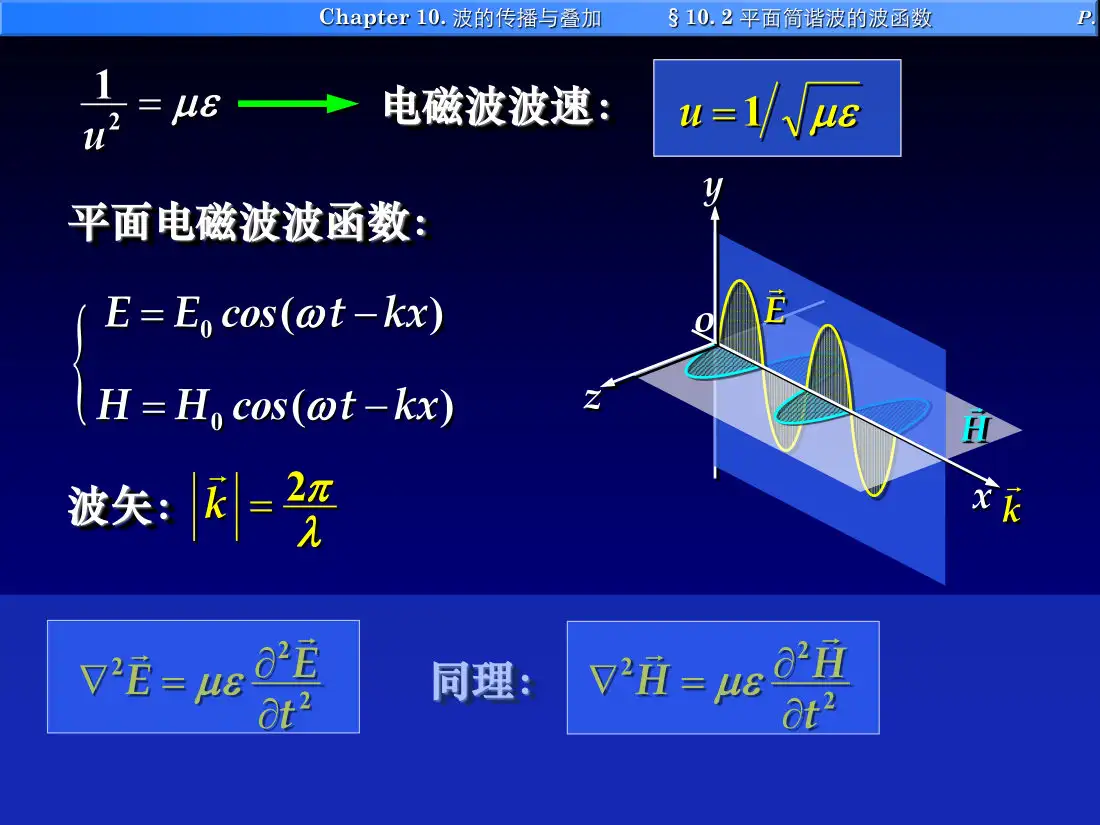 Chapter 10. 波的传播与叠加 §10. 2 平面简谐波的波函数 P.
1/u² = με 电磁波波速： u = 1/√με
平面电磁波波函数：
E = E₀ cos(ωt − kx)
H = H₀ cos(ωt − kx)
波矢： |k⃗| = 2π/λ
y
o
E⃗
z
H⃗
x k⃗
∇²E⃗ = με ∂²E⃗/∂t² 同理： ∇²H⃗ = με ∂²H⃗/∂t²